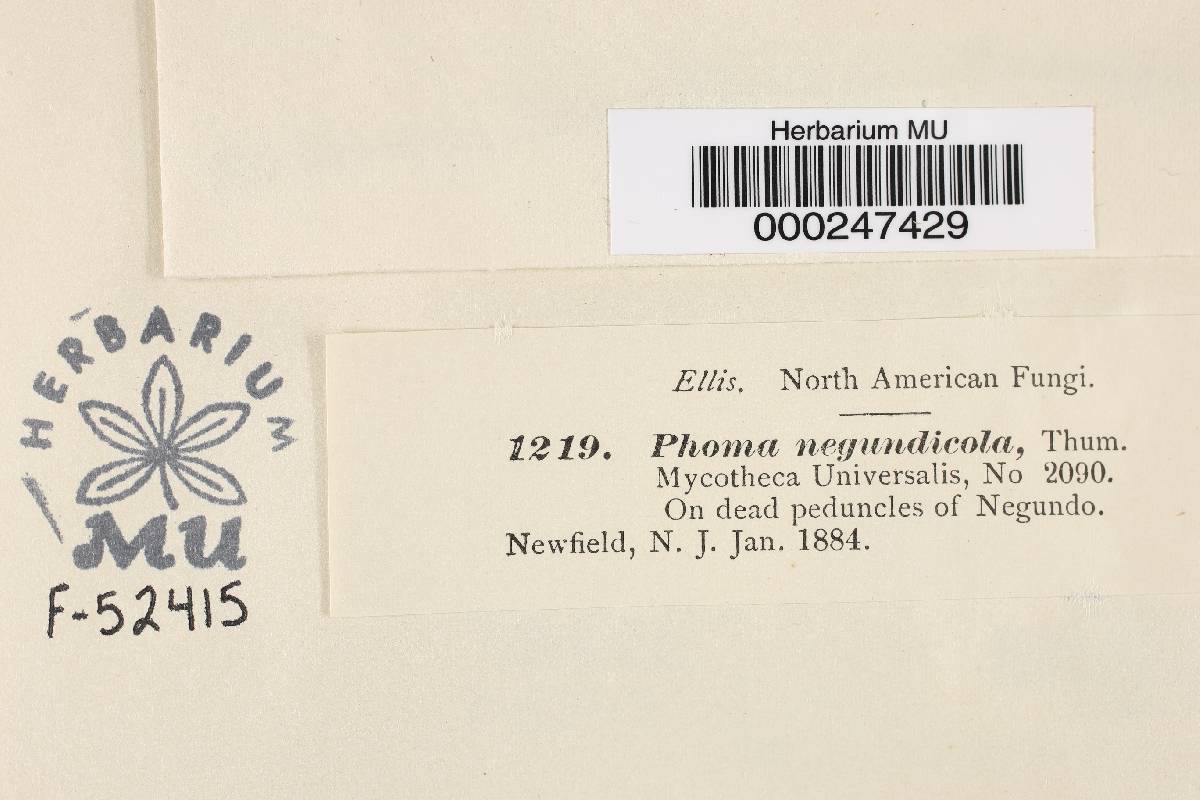 Herbarium MU
000247429
HERBARIUM
MU
F-52415
Ellis. North American Fungi.
1219. Phoma negundicola, Thum.
Mycotheca Universalis, No 2090.
On dead peduncles of Negundo.
Newfield, N. J. Jan. 1884.